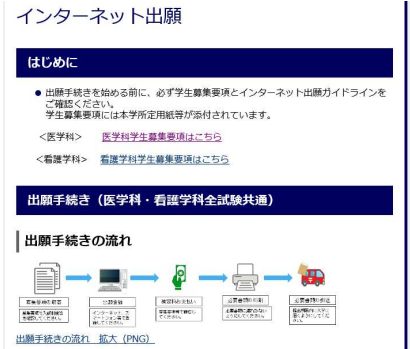 インターネット出願
はじめに
● 出願手続きを始める前に、必ず学生募集要項とインターネット出願ガイドラインを
ご確認ください。
学生募集要項には本学所定用紙等が添付されています。
<医学科> 医学科学生募集要項はこちら
<看護学科> 看護学科学生募集要項はこちら
出願手続き（医学科・看護学科全試験共通）
出願手続きの流れ
出願手続きの流れ 拡大（PNG）